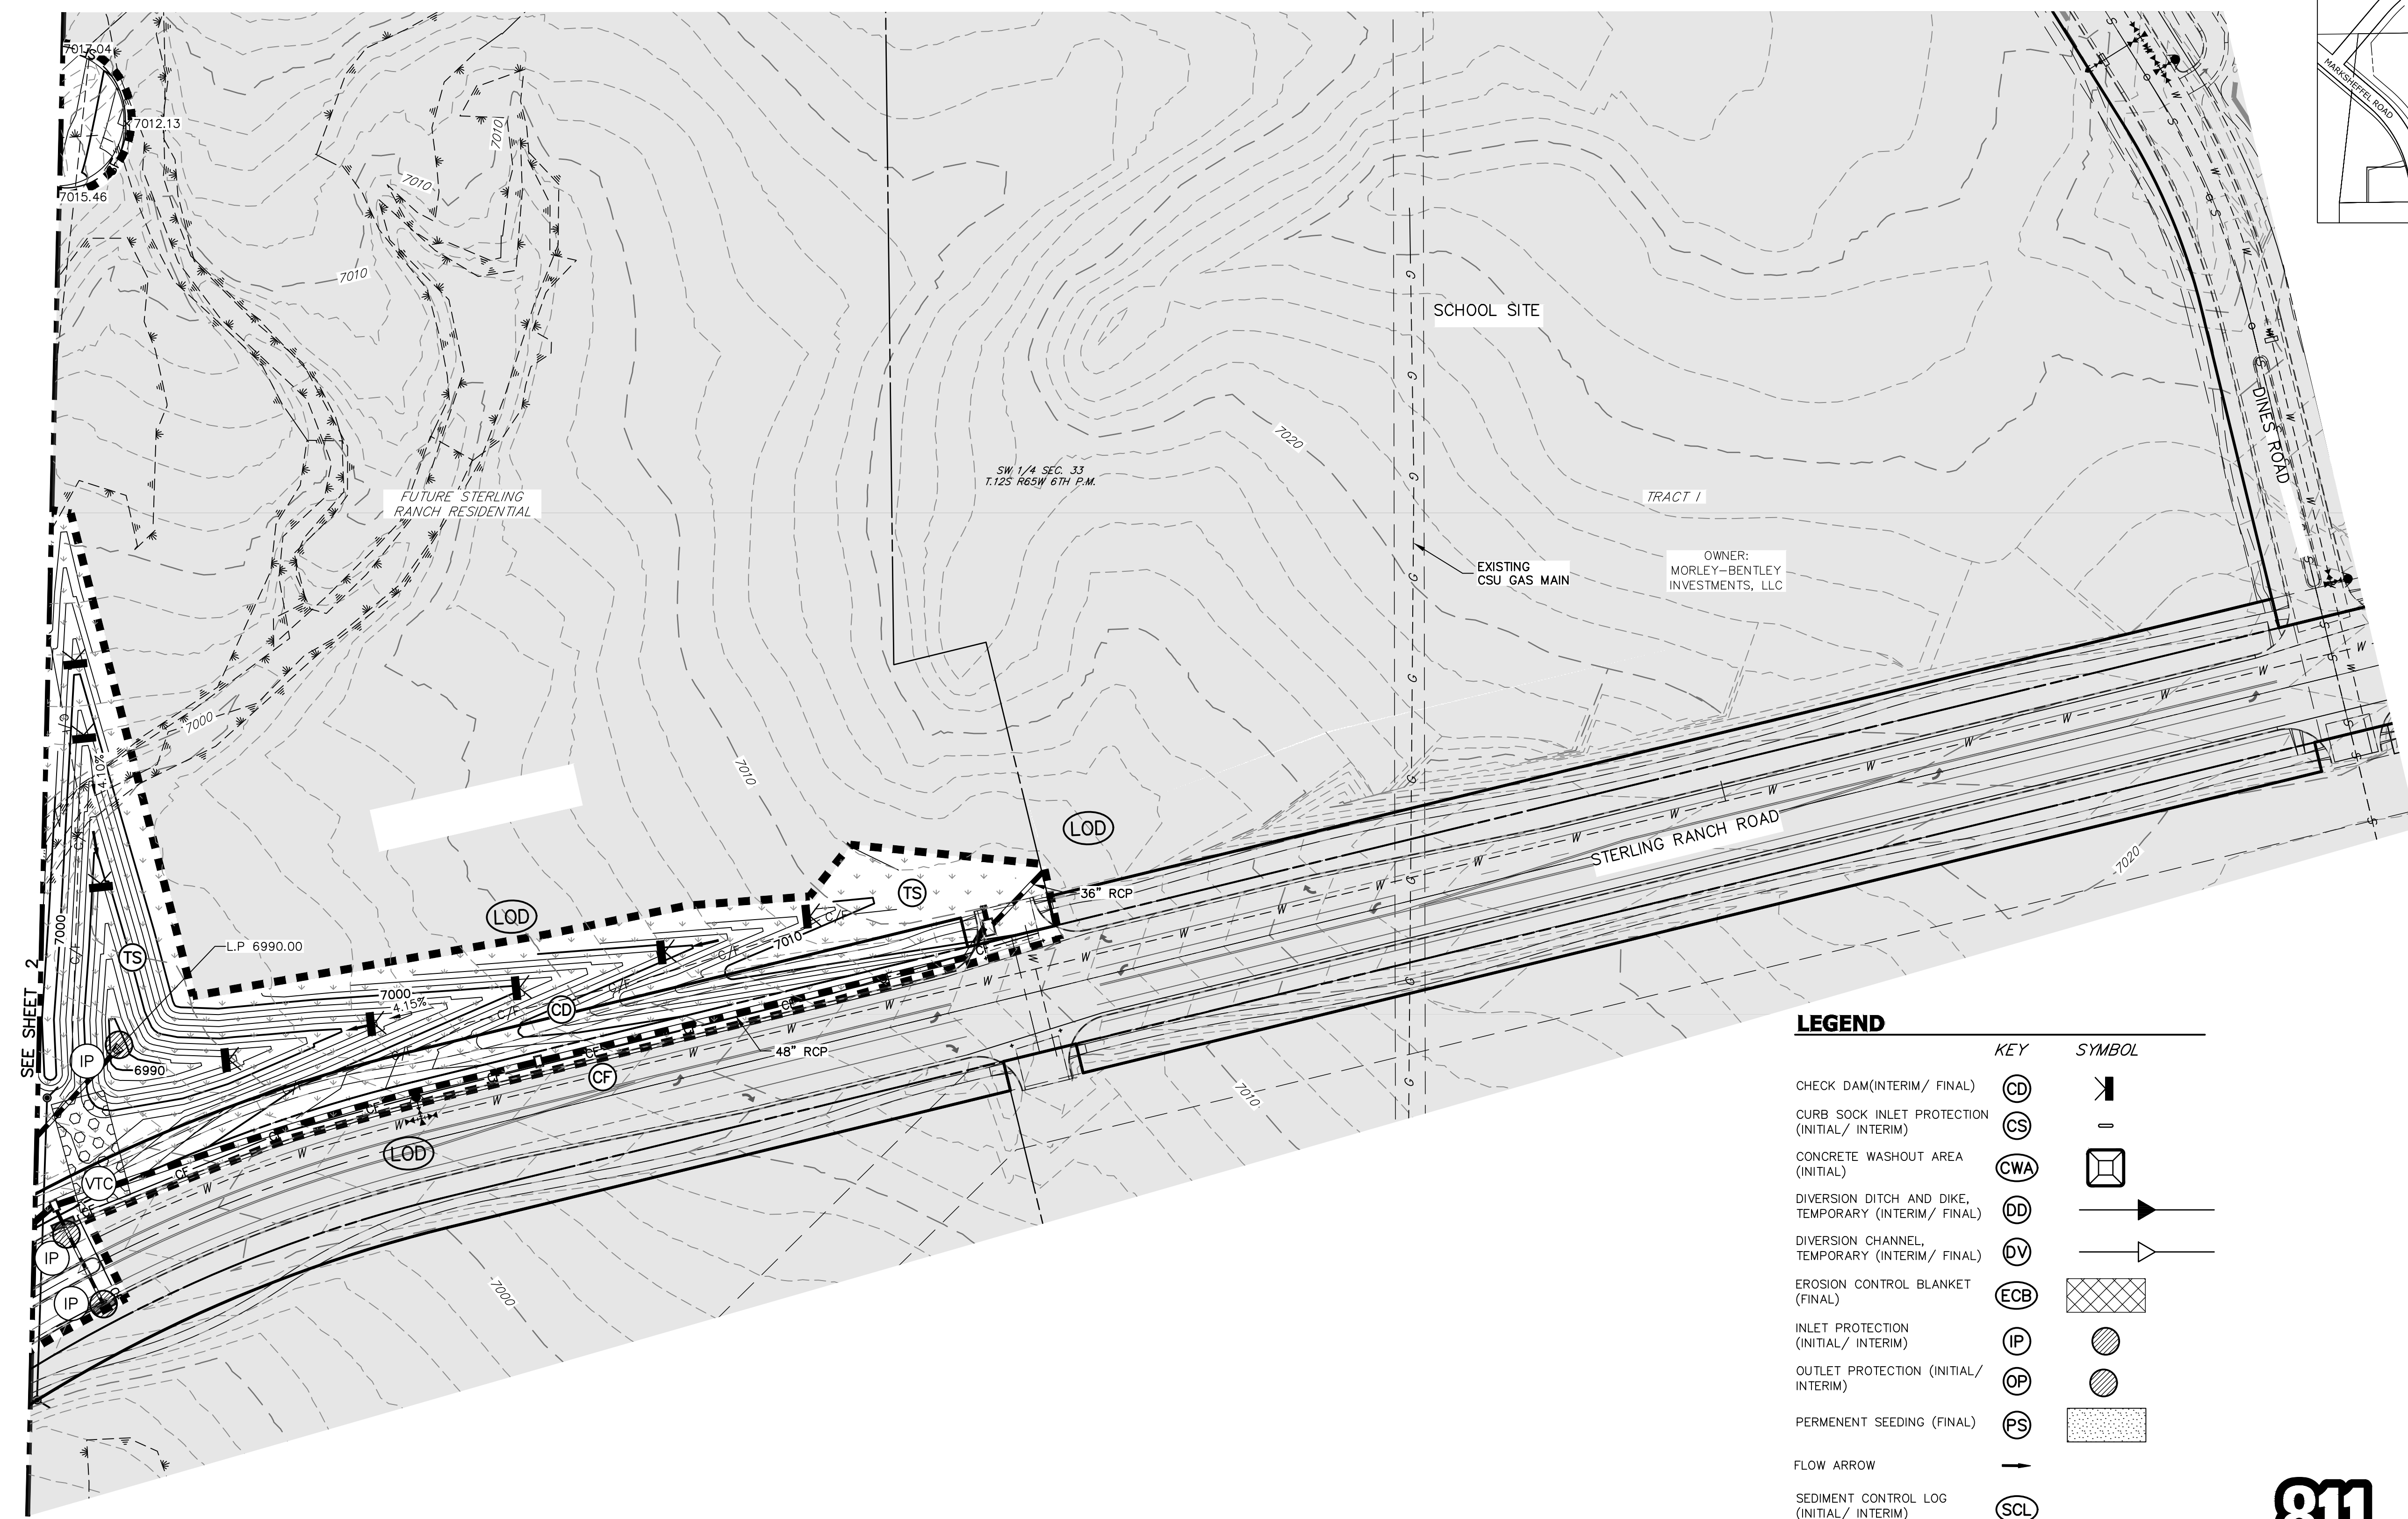 7017.04
7012.13
7015.46
7010
7010
7010
MARKSHEFFEL ROAD
SCHOOL SITE
7020
SW 1/4 SEC. 33
T.12S R65W 6TH P.M.
FUTURE STERLING
RANCH RESIDENTIAL
TRACT I
DINES ROAD
EXISTING
CSU GAS MAIN
OWNER:
MORLEY-BENTLEY
INVESTMENTS, LLC
7000
7010
14.10%
LOD
STERLING RANCH ROAD
7020
36" RCP
TS
LOD
7000
7010
L.P 6990.00
TS
7000
4.15%
CD
SEE SHEET 2
IP
6990
48" RCP
CF
7010
LOD
VTC
IP
IP
7000
LEGEND
KEY SYMBOL
CHECK DAM(INTERIM/ FINAL) CD
CURB SOCK INLET PROTECTION
(INITIAL/ INTERIM) CS
CONCRETE WASHOUT AREA
(INITIAL) CWA
DIVERSION DITCH AND DIKE,
TEMPORARY (INTERIM/ FINAL) DD
DIVERSION CHANNEL,
TEMPORARY (INTERIM/ FINAL) DV
EROSION CONTROL BLANKET
(FINAL) ECB
INLET PROTECTION
(INITIAL/ INTERIM) IP
OUTLET PROTECTION (INITIAL/
INTERIM) OP
PERMENENT SEEDING (FINAL) PS
FLOW ARROW
SEDIMENT CONTROL LOG
(INITIAL/ INTERIM) SCL
811